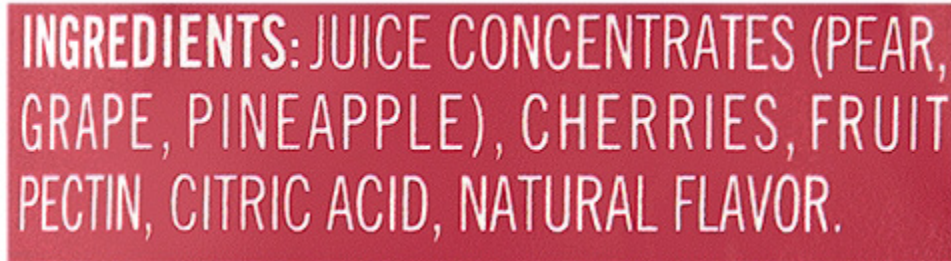 INGREDIENTS: JUICE CONCENTRATES (PEAR,
GRAPE, PINEAPPLE), CHERRIES, FRUIT
PECTIN, CITRIC ACID, NATURAL FLAVOR.